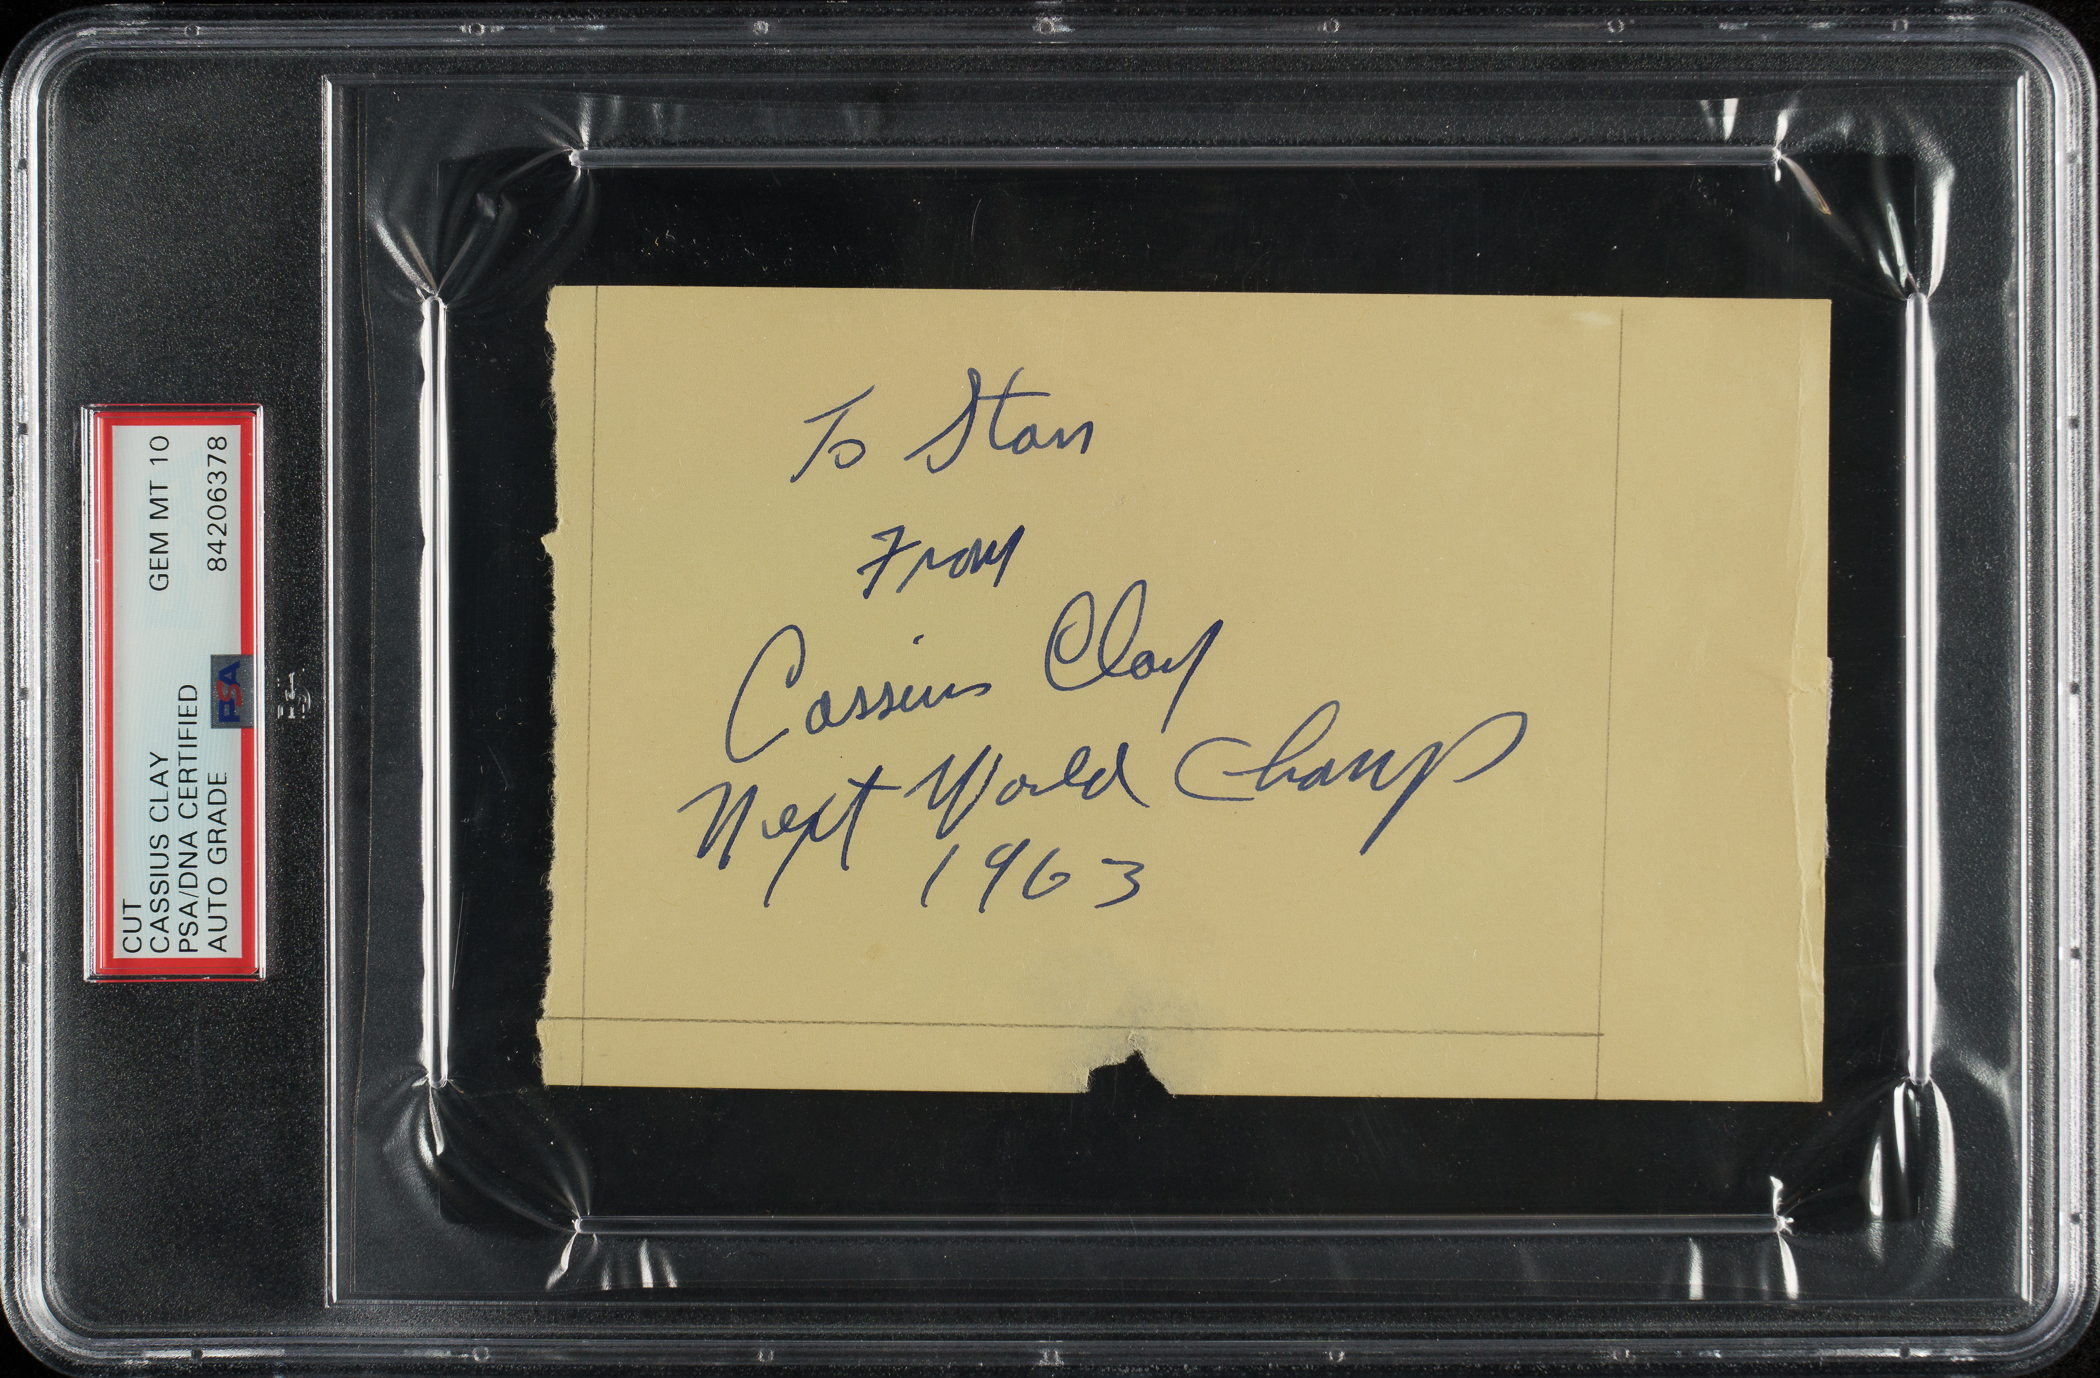 CUT
CASSIUS CLAY
PSA/DNA CERTIFIED
AUTO GRADE
GEM MT 10
84206378
PSA
PSA
To Stan
From
Cassius Clay
Next World Champ
1963